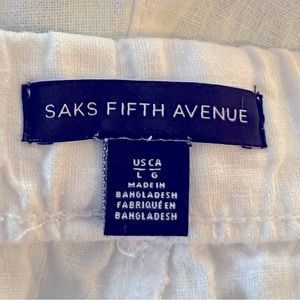 SAKS FIFTH AVENUE
US CA
L G
MADE IN
BANGLADESH
FABRIQUÉ EN
BANGLADESH